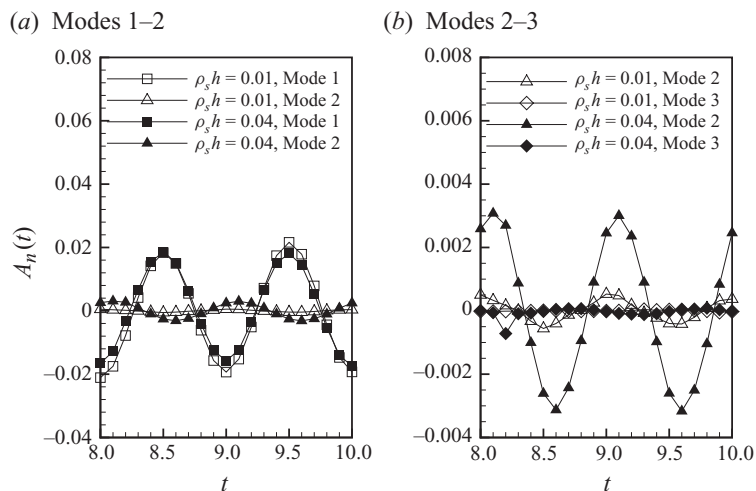 (a) Modes 1–2
0.08
0.06
0.04
0.02
0
–0.02
–0.04
A_n(t)
ρ_s h = 0.01, Mode 1
ρ_s h = 0.01, Mode 2
ρ_s h = 0.04, Mode 1
ρ_s h = 0.04, Mode 2
8.0 8.5 9.0 9.5 10.0
t
(b) Modes 2–3
0.008
0.006
0.004
0.002
0
–0.002
–0.004
ρ_s h = 0.01, Mode 2
ρ_s h = 0.01, Mode 3
ρ_s h = 0.04, Mode 2
ρ_s h = 0.04, Mode 3
8.0 8.5 9.0 9.5 10.0
t